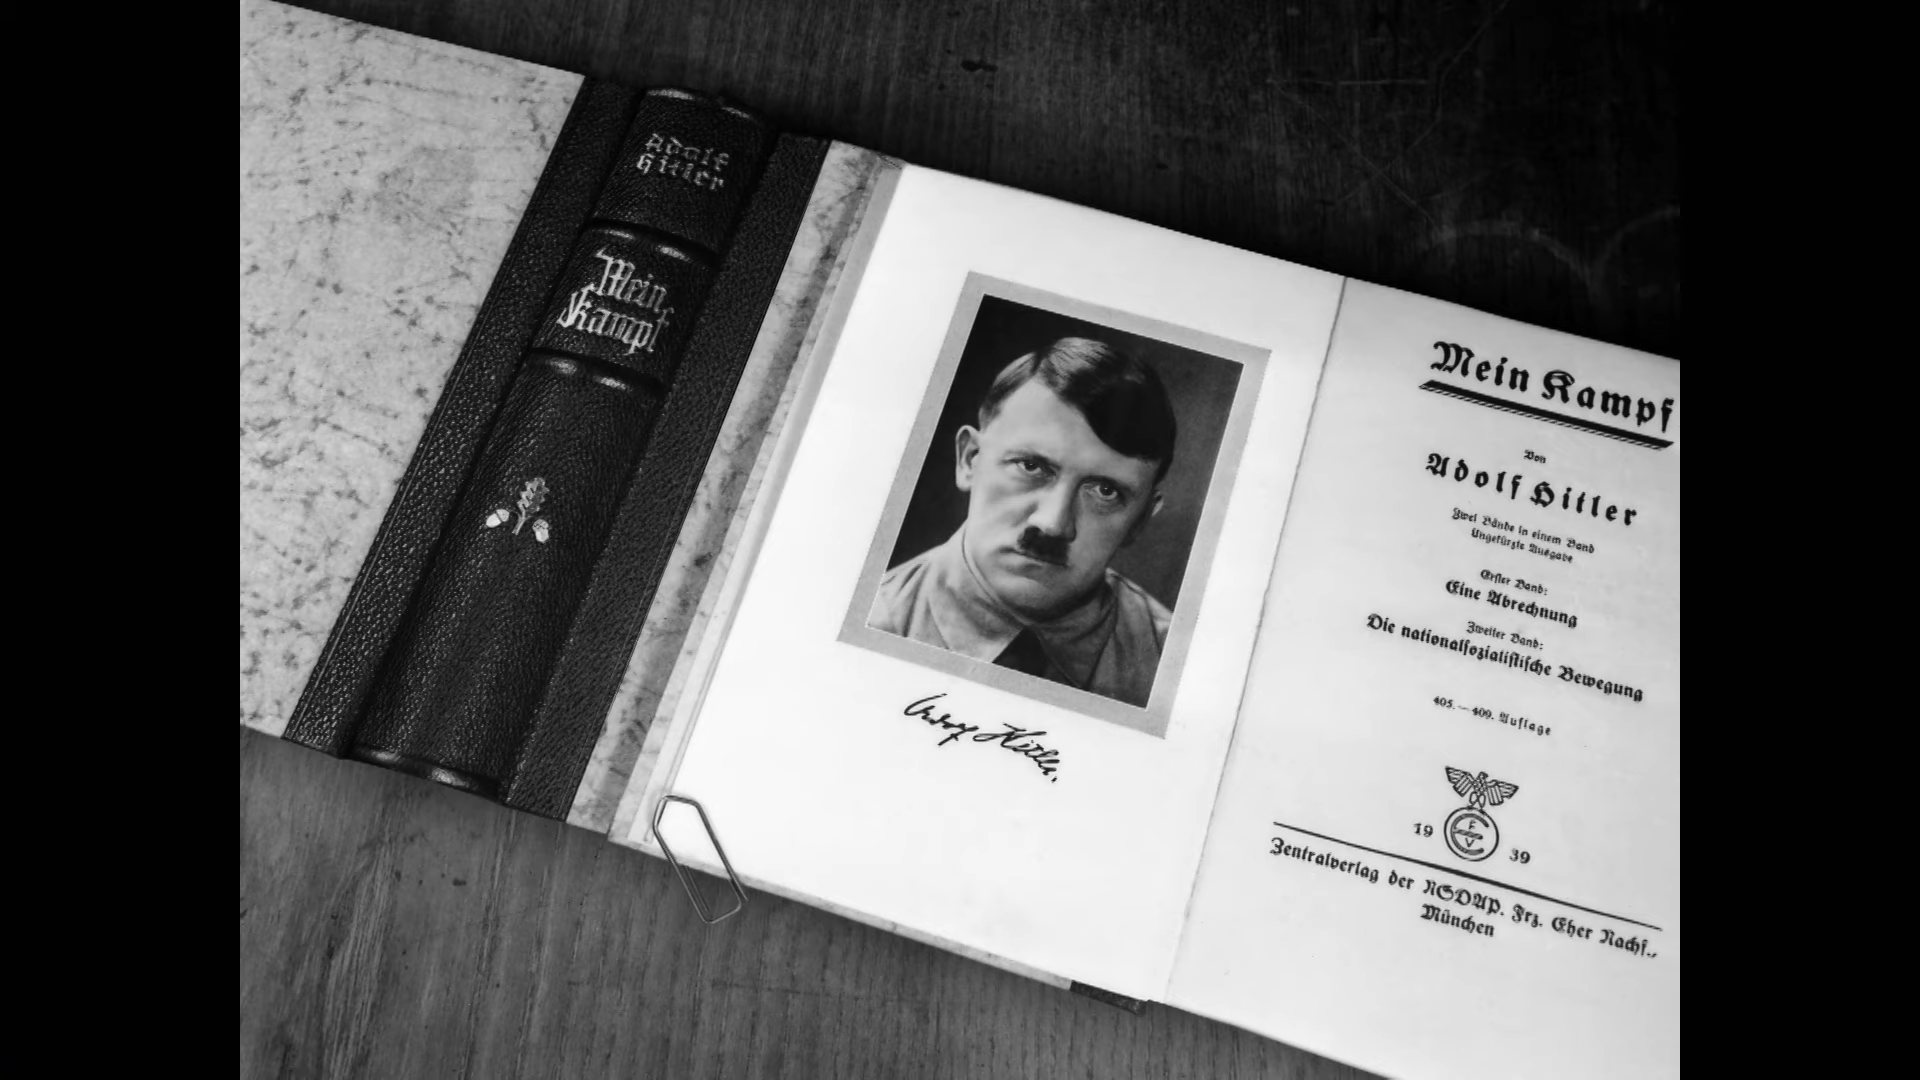 Adolf
Hitler
Mein
Kampf
Adolf Hitler.
Mein Kampf
Von
Adolf Hitler
Zwei Bände in einem Band
Ungekürzte Ausgabe
Erster Band:
Eine Abrechnung
Zweiter Band:
Die nationalsozialistische Bewegung
405.—409. Auflage
19 39
Zentralverlag der NSDAP. Frz. Eher Nachf.,
München